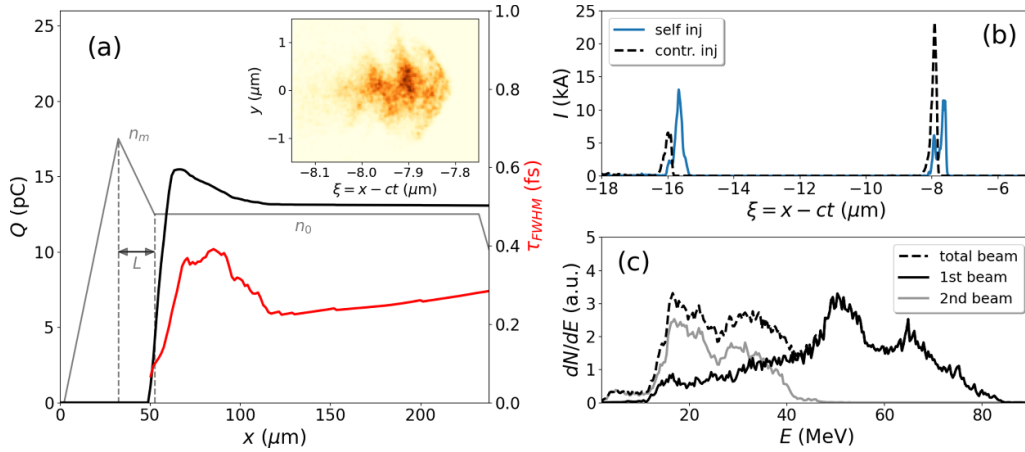 (a)
Q (pC)
25
20
15
10
5
0
0
50
100
150
200
x (μm)
n_m
L
n_0
1
0
−1
y (μm)
−8.1
−8.0
−7.9
−7.8
ξ = x − ct (μm)
1.0
0.8
0.6
0.4
0.2
0.0
τ_FWHM (fs)
(b)
I (kA)
25
20
15
10
5
0
self inj
contr. inj
−18
−16
−14
−12
−10
−8
−6
ξ = x − ct (μm)
(c)
dN/dE (a.u.)
5
4
3
2
1
0
total beam
1st beam
2nd beam
20
40
60
80
E (MeV)